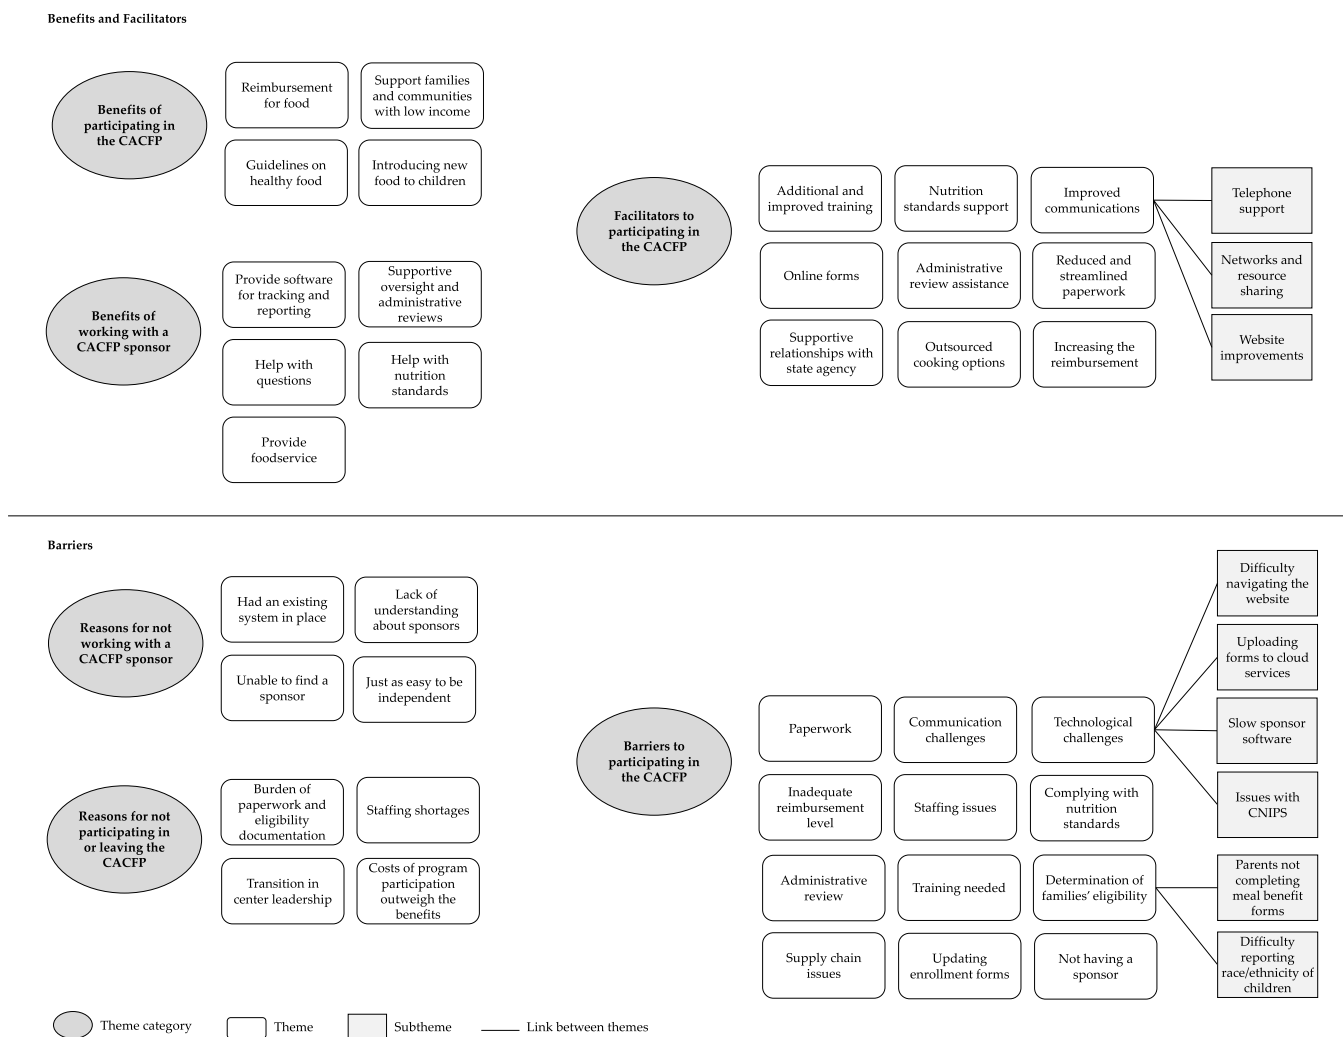 Benefits and Facilitators
Benefits of
participating in
the CACFP
Reimbursement
for food
Support families
and communities
with low income
Guidelines on
healthy food
Introducing new
food to children
Benefits of
working with a
CACFP sponsor
Provide software
for tracking and
reporting
Supportive
oversight and
administrative
reviews
Help with
questions
Help with
nutrition
standards
Provide
foodservice
Facilitators to
participating in
the CACFP
Additional and
improved training
Nutrition
standards support
Improved
communications
Online forms
Administrative
review assistance
Reduced and
streamlined
paperwork
Supportive
relationships with
state agency
Outsourced
cooking options
Increasing the
reimbursement
Telephone
support
Networks and
resource
sharing
Website
improvements
Barriers
Reasons for not
working with a
CACFP sponsor
Had an existing
system in place
Lack of
understanding
about sponsors
Unable to find a
sponsor
Just as easy to be
independent
Reasons for not
participating in
or leaving the
CACFP
Burden of
paperwork and
eligibility
documentation
Staffing shortages
Transition in
center leadership
Costs of program
participation
outweigh the
benefits
Barriers to
participating in
the CACFP
Paperwork
Communication
challenges
Technological
challenges
Inadequate
reimbursement
level
Staffing issues
Complying with
nutrition
standards
Administrative
review
Training needed
Determination of
families' eligibility
Supply chain
issues
Updating
enrollment forms
Not having a
sponsor
Difficulty
navigating the
website
Uploading
forms to cloud
services
Slow sponsor
software
Issues with
CNIPS
Parents not
completing
meal benefit
forms
Difficulty
reporting
race/ethnicity of
children
Theme category
Theme
Subtheme
Link between themes